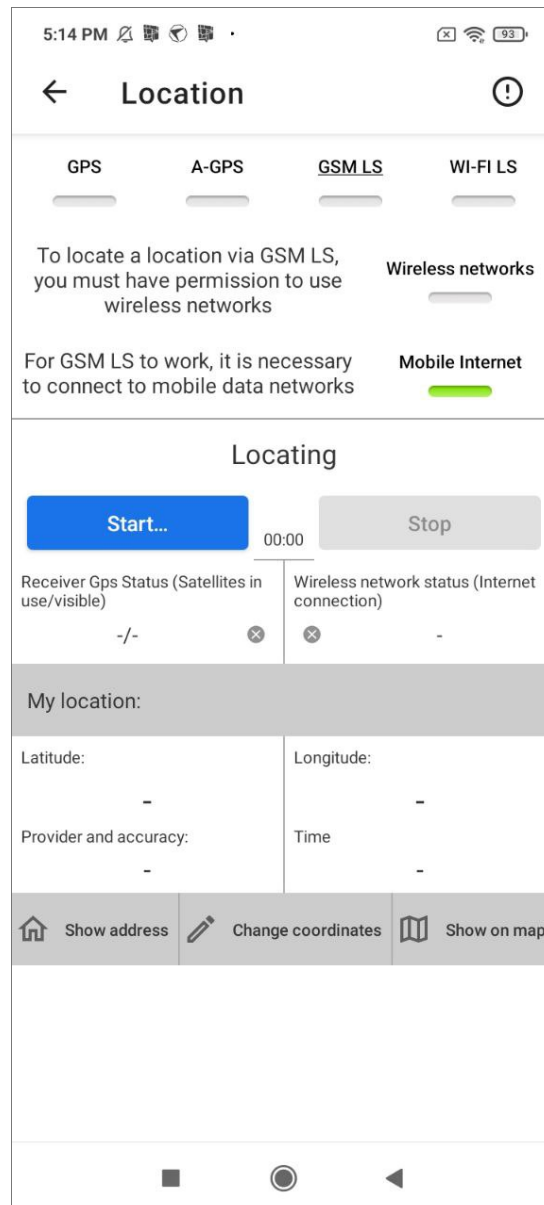 5:14 PM
93
Location
GPS A-GPS GSM LS WI-FI LS
To locate a location via GSM LS,
you must have permission to use
wireless networks
Wireless networks
For GSM LS to work, it is necessary
to connect to mobile data networks
Mobile Internet
Locating
Start...
00:00
Stop
Receiver Gps Status (Satellites in
use/visible)
-/-
Wireless network status (Internet
connection)
-
My location:
Latitude:
-
Longitude:
-
Provider and accuracy:
-
Time
-
Show address
Change coordinates
Show on map